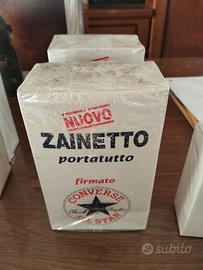 NUOVO
ZAINETTO
portatutto
firmato
CONVERSE
ALL STAR
subito